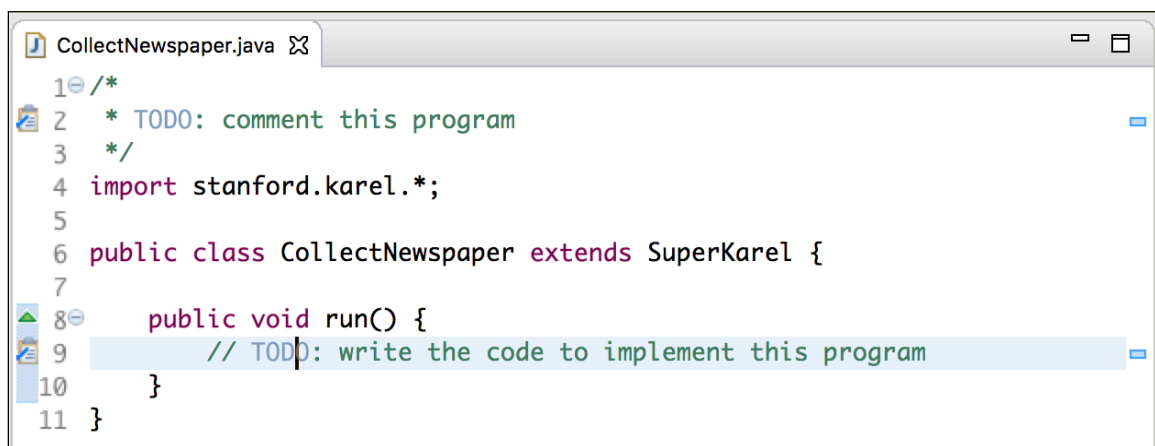 CollectNewspaper.java
1 /*
2  * TODO: comment this program
3  */
4 import stanford.karel.*;
5
6 public class CollectNewspaper extends SuperKarel {
7
8     public void run() {
9         // TODO: write the code to implement this program
10     }
11 }